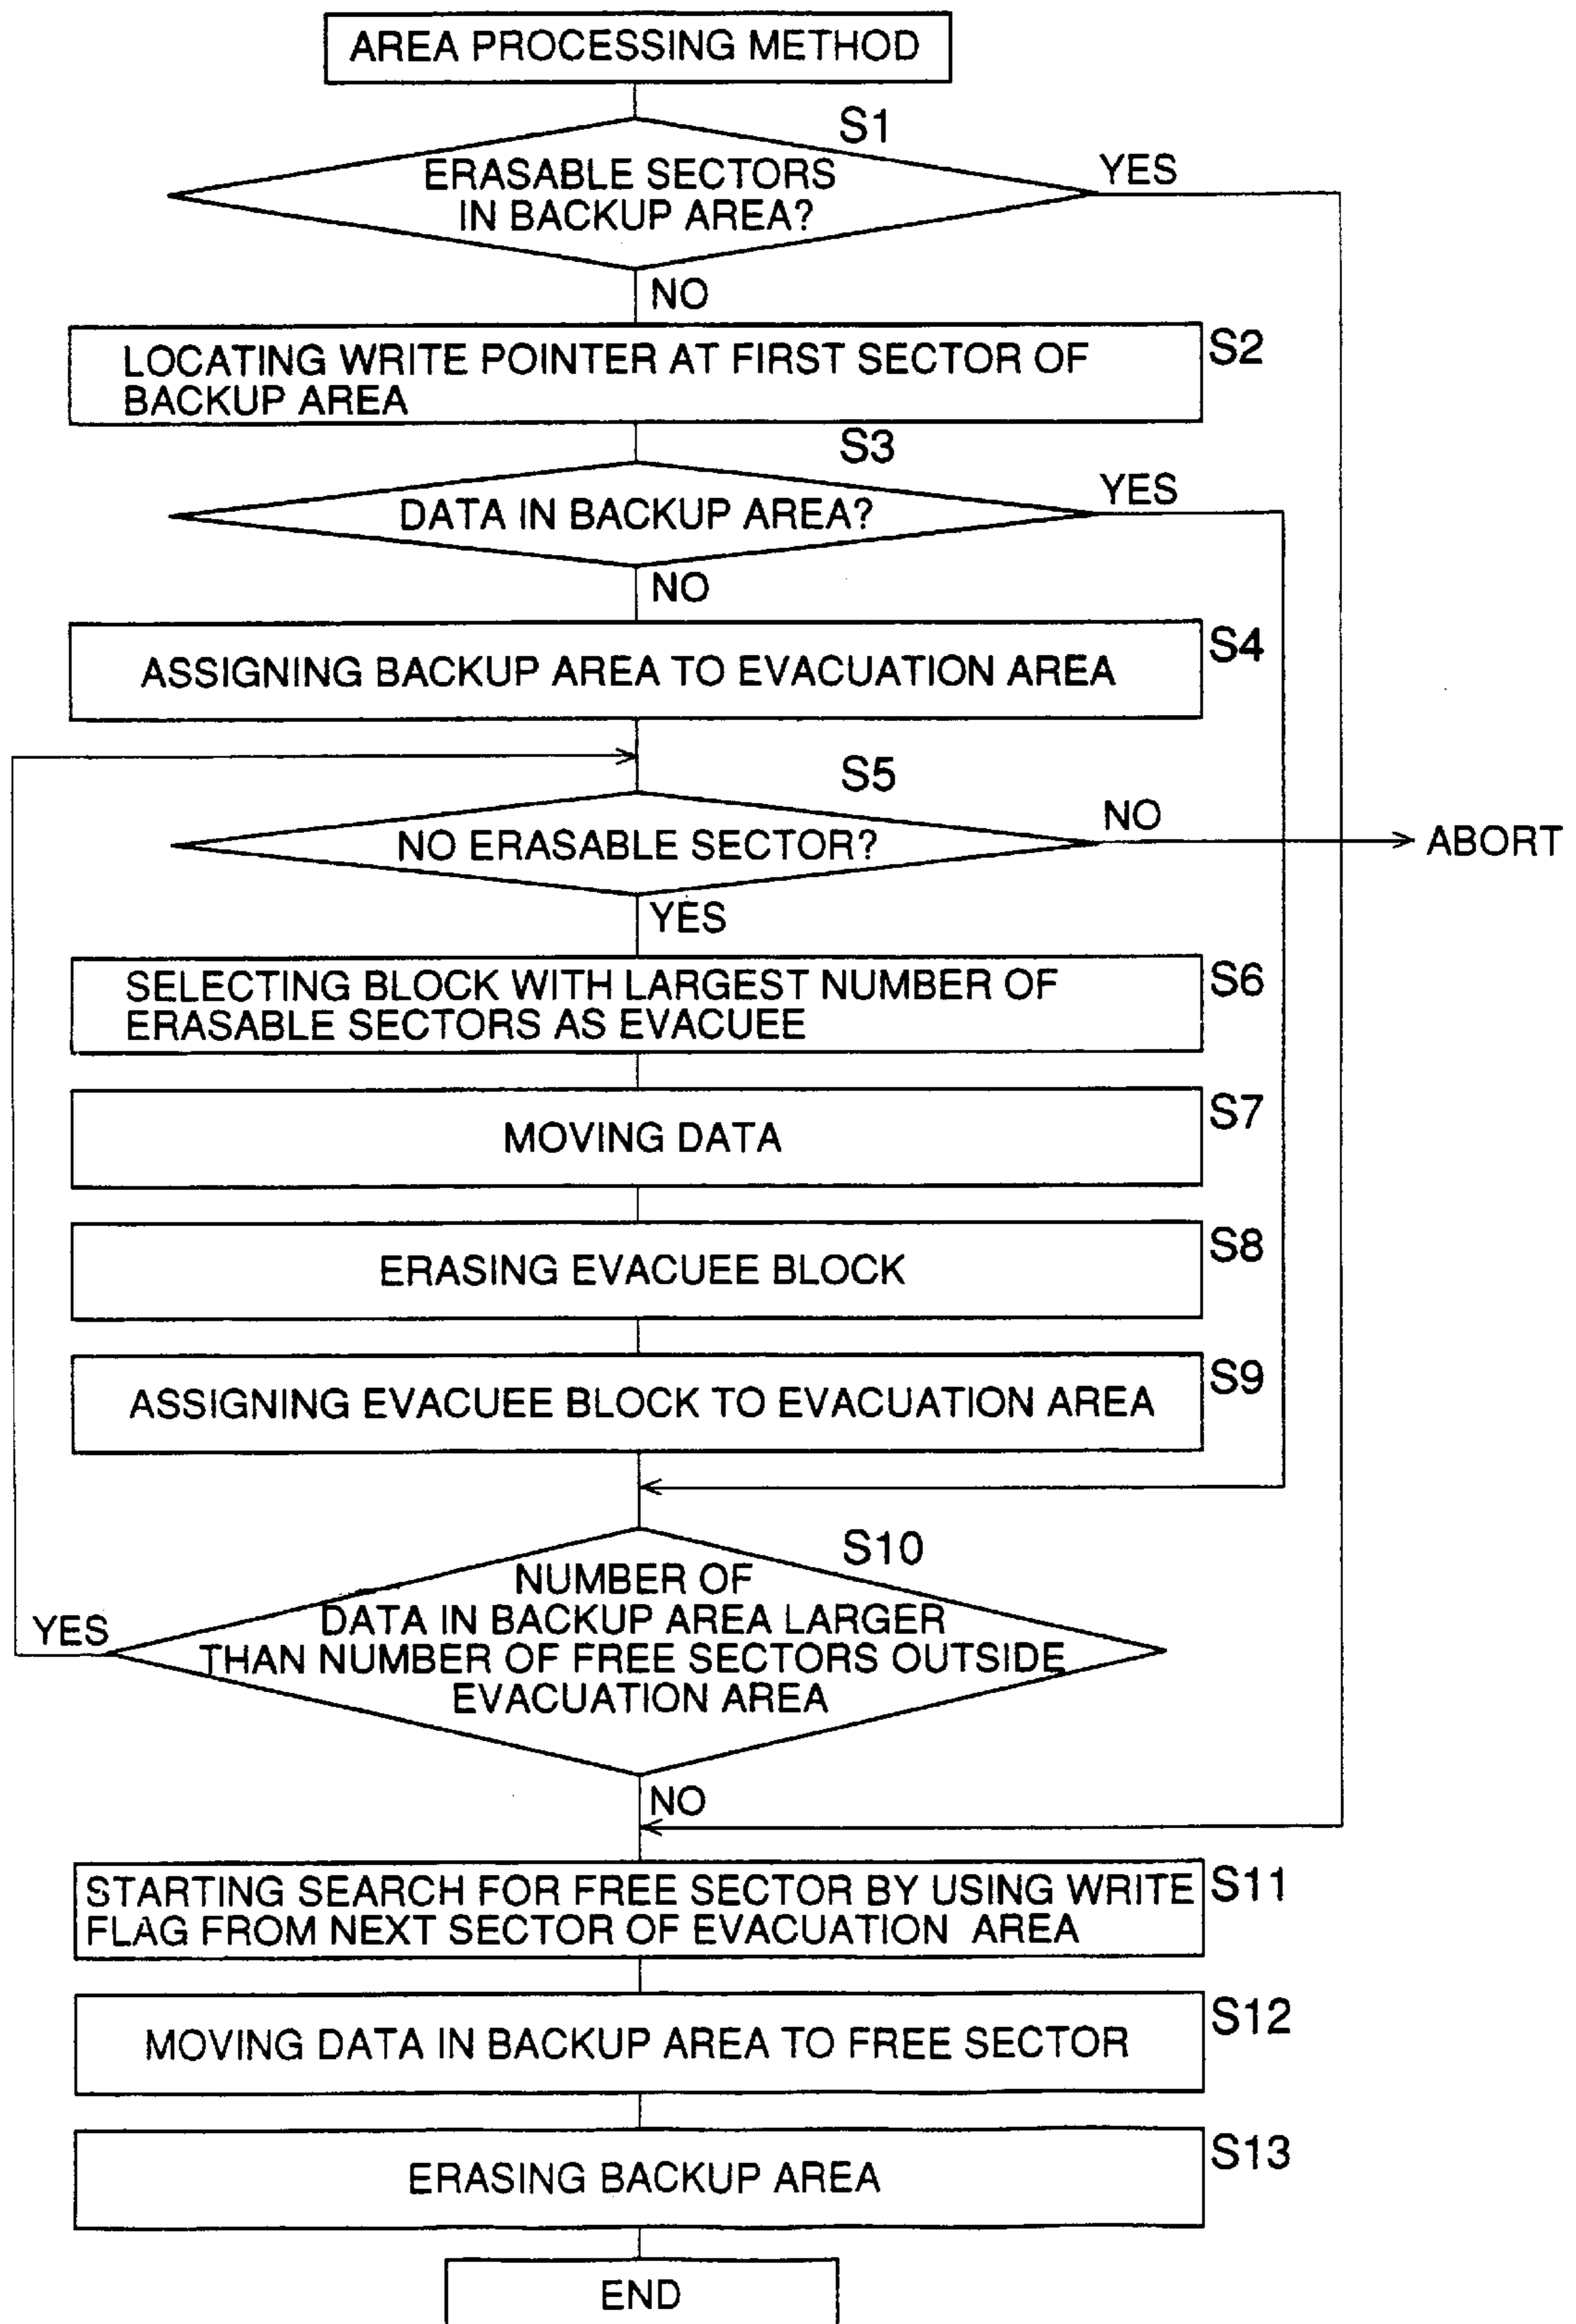 AREA PROCESSING METHOD
S1
ERASABLE SECTORS
IN BACKUP AREA?
YES
NO
S2
LOCATING WRITE POINTER AT FIRST SECTOR OF
BACKUP AREA
S3
DATA IN BACKUP AREA?
YES
NO
S4
ASSIGNING BACKUP AREA TO EVACUATION AREA
S5
NO ERASABLE SECTOR?
NO
ABORT
YES
S6
SELECTING BLOCK WITH LARGEST NUMBER OF
ERASABLE SECTORS AS EVACUEE
S7
MOVING DATA
S8
ERASING EVACUEE BLOCK
S9
ASSIGNING EVACUEE BLOCK TO EVACUATION AREA
S10
NUMBER OF
DATA IN BACKUP AREA LARGER
THAN NUMBER OF FREE SECTORS OUTSIDE
EVACUATION AREA
YES
NO
S11
STARTING SEARCH FOR FREE SECTOR BY USING WRITE
FLAG FROM NEXT SECTOR OF EVACUATION AREA
S12
MOVING DATA IN BACKUP AREA TO FREE SECTOR
S13
ERASING BACKUP AREA
END